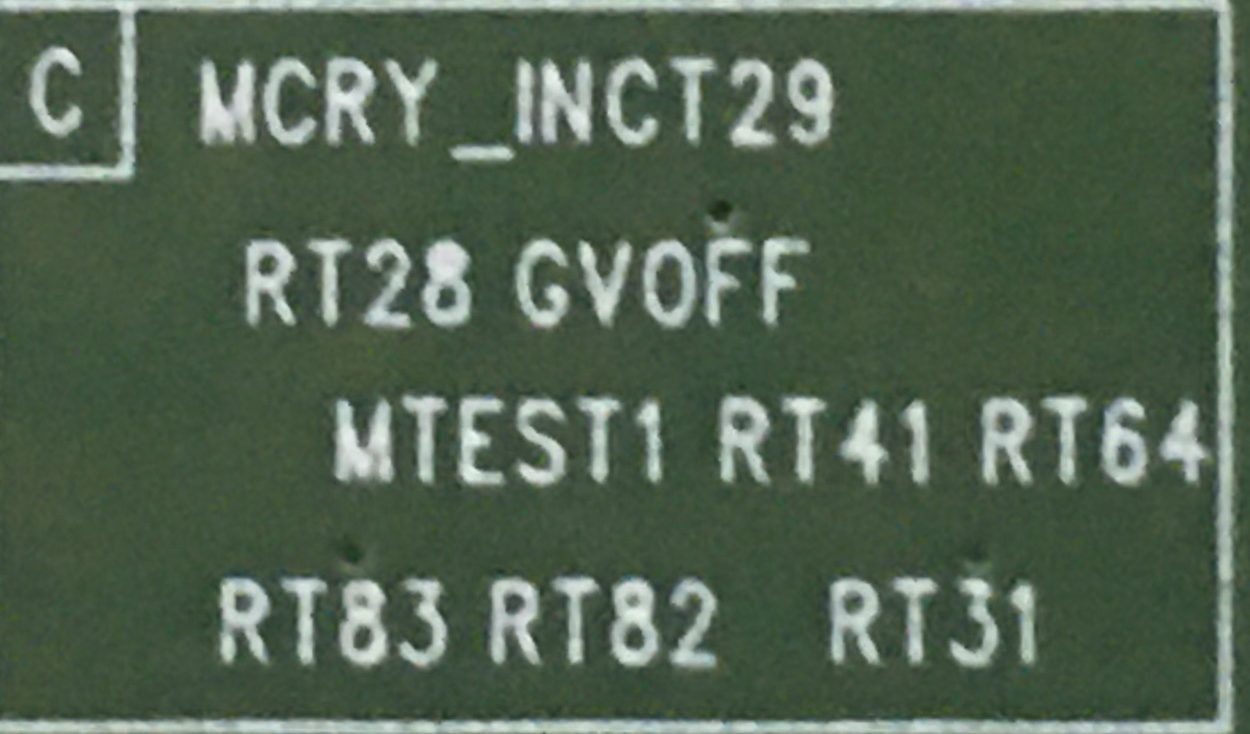 C MCRY_INCT29
RT28 GVOFF
MTEST1 RT41 RT64
RT83 RT82 RT31